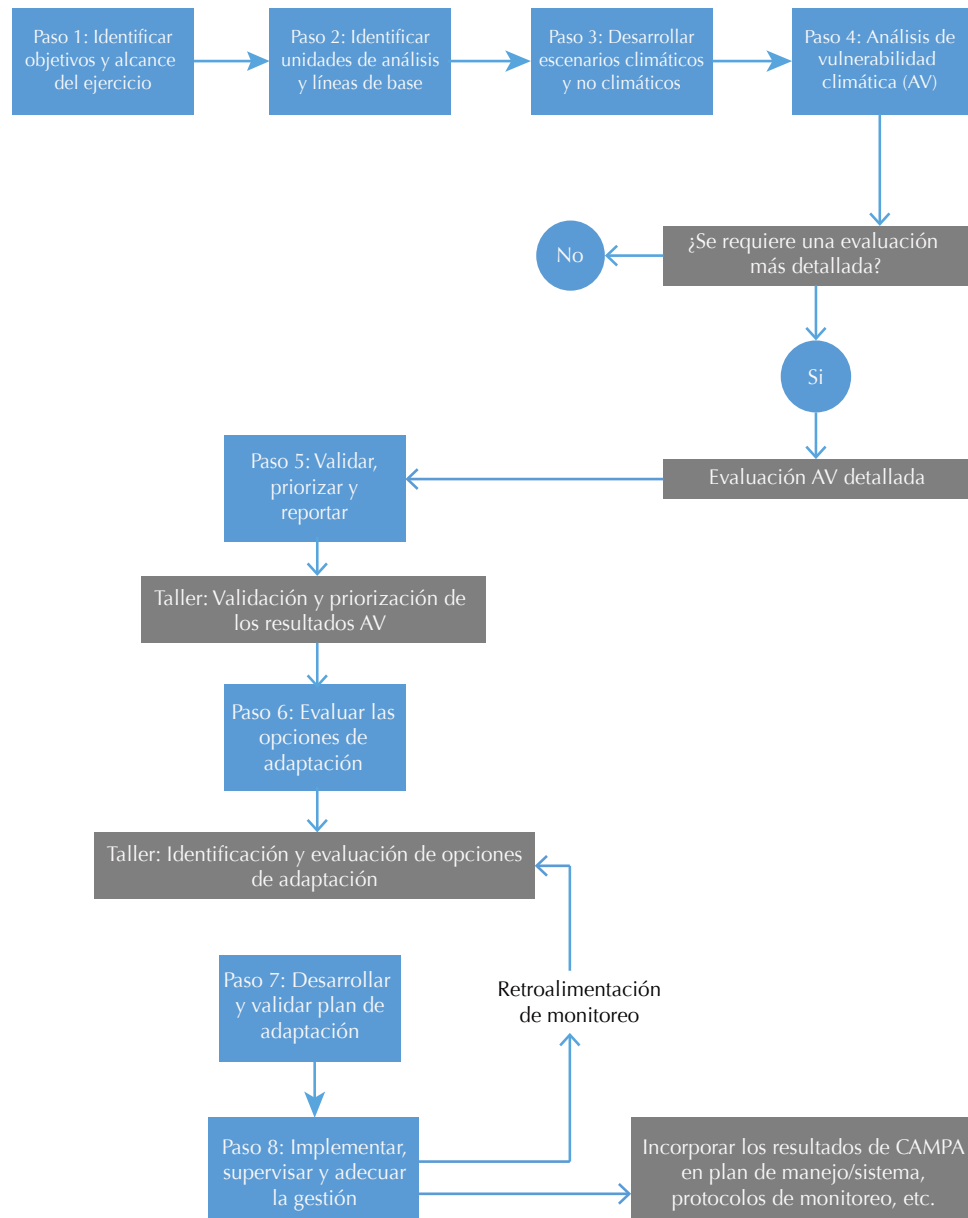 Paso 1: Identificar
objetivos y alcance
del ejercicio
Paso 2: Identificar
unidades de análisis
y líneas de base
Paso 3: Desarrollar
escenarios climáticos
y no climáticos
Paso 4: Análisis de
vulnerabilidad
climática (AV)
¿Se requiere una evaluación
más detallada?
No
Si
Evaluación AV detallada
Paso 5: Validar,
priorizar y
reportar
Taller: Validación y priorización de
los resultados AV
Paso 6: Evaluar las
opciones de
adaptación
Taller: Identificación y evaluación de opciones
de adaptación
Paso 7: Desarrollar
y validar plan de
adaptación
Retroalimentación
de monitoreo
Paso 8: Implementar,
supervisar y adecuar
la gestión
Incorporar los resultados de CAMPA
en plan de manejo/sistema,
protocolos de monitoreo, etc.